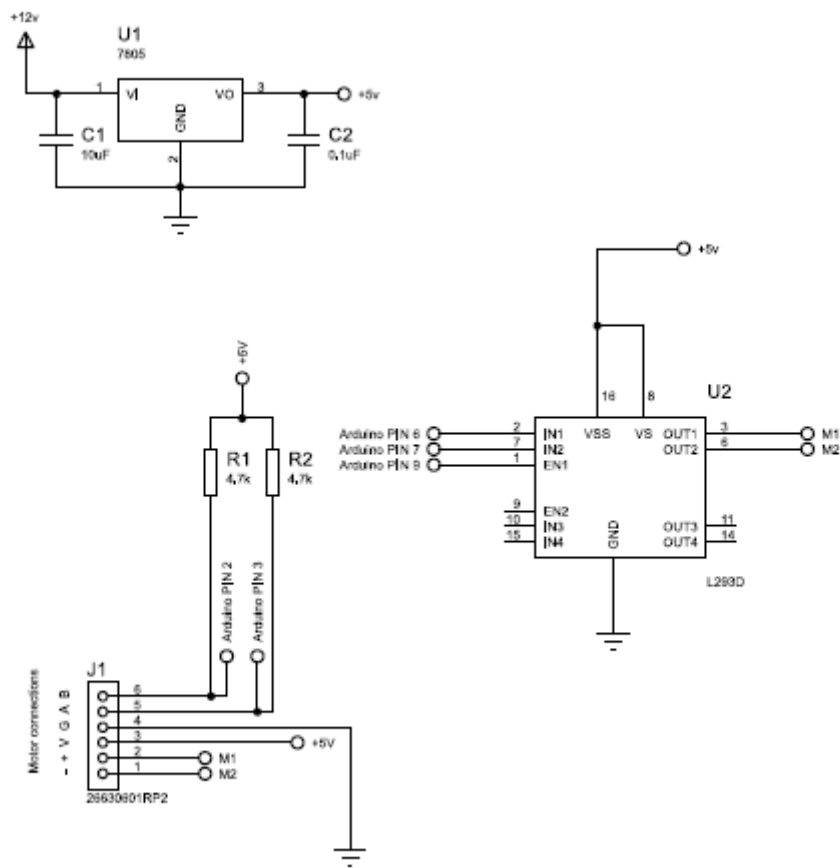 +12v
U1
7805
1
VI
VO
3
+5v
GND
2
C1
10uF
C2
0.1uF
+5v
16
8
U2
Arduino PIN 6
2
IN1
VSS
VS
OUT1
3
M1
Arduino PIN 7
7
IN2
OUT2
6
M2
Arduino PIN 9
1
EN1
9
EN2
10
IN3
OUT3
11
15
IN4
OUT4
14
GND
L293D
+5V
R1
4.7k
R2
4.7k
Arduino PIN 2
Arduino PIN 3
J1
Motor connections
- + V G A B
6
5
4
3
+5V
2
M1
1
M2
26630601RP2